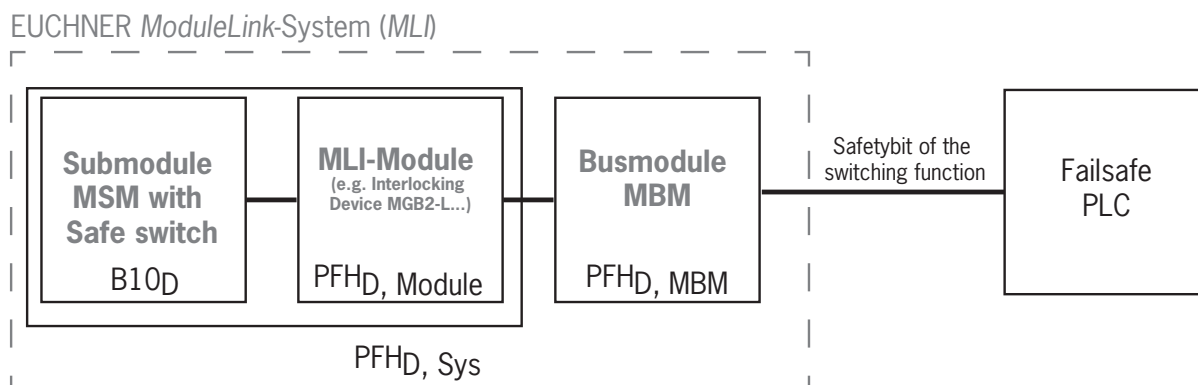 EUCHNER ModuleLink-System (MLI)
Submodule
MSM with
Safe switch
B10D
MLI-Module
(e.g. Interlocking
Device MGB2-L...)
PFHD, Module
Busmodule
MBM
PFHD, MBM
Safetybit of the
switching function
Failsafe
PLC
PFHD, Sys